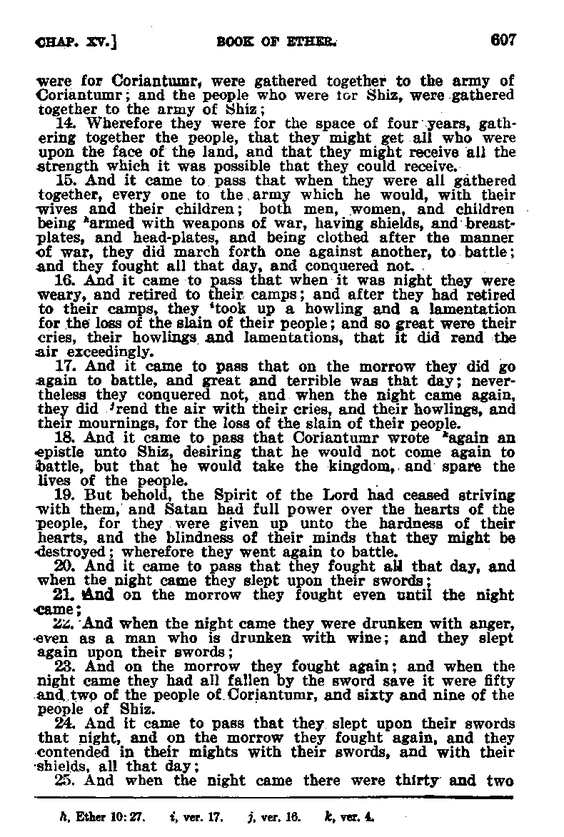 CHAP. XV.] BOOK OF ETHER. 607
were for Coriantumr, were gathered together to the army of
Coriantumr; and the people who were for Shiz, were gathered
together to the army of Shiz;
14. Wherefore they were for the space of four years, gath-
ering together the people, that they might get all who were
upon the face of the land, and that they might receive all the
strength which it was possible that they could receive.
15. And it came to pass that when they were all gathered
together, every one to the army which he would, with their
wives and their children; both men, women, and children
being ʰarmed with weapons of war, having shields, and breast-
plates, and head-plates, and being clothed after the manner
of war, they did march forth one against another, to battle;
and they fought all that day, and conquered not.
16. And it came to pass that when it was night they were
weary, and retired to their camps; and after they had retired
to their camps, they ⁱtook up a howling and a lamentation
for the loss of the slain of their people; and so great were their
cries, their howlings and lamentations, that it did rend the
air exceedingly.
17. And it came to pass that on the morrow they did go
again to battle, and great and terrible was that day; never-
theless they conquered not, and when the night came again,
they did ʲrend the air with their cries, and their howlings, and
their mournings, for the loss of the slain of their people.
18. And it came to pass that Coriantumr wrote ᵏagain an
epistle unto Shiz, desiring that he would not come again to
battle, but that he would take the kingdom, and spare the
lives of the people.
19. But behold, the Spirit of the Lord had ceased striving
with them, and Satan had full power over the hearts of the
people, for they were given up unto the hardness of their
hearts, and the blindness of their minds that they might be
destroyed; wherefore they went again to battle.
20. And it came to pass that they fought all that day, and
when the night came they slept upon their swords;
21. And on the morrow they fought even until the night
came;
22. And when the night came they were drunken with anger,
even as a man who is drunken with wine; and they slept
again upon their swords;
23. And on the morrow they fought again; and when the
night came they had all fallen by the sword save it were fifty
and two of the people of Coriantumr, and sixty and nine of the
people of Shiz.
24. And it came to pass that they slept upon their swords
that night, and on the morrow they fought again, and they
contended in their mights with their swords, and with their
shields, all that day;
25. And when the night came there were thirty and two
h, Ether 10:27. i, ver. 17. j, ver. 16. k, ver. 4.